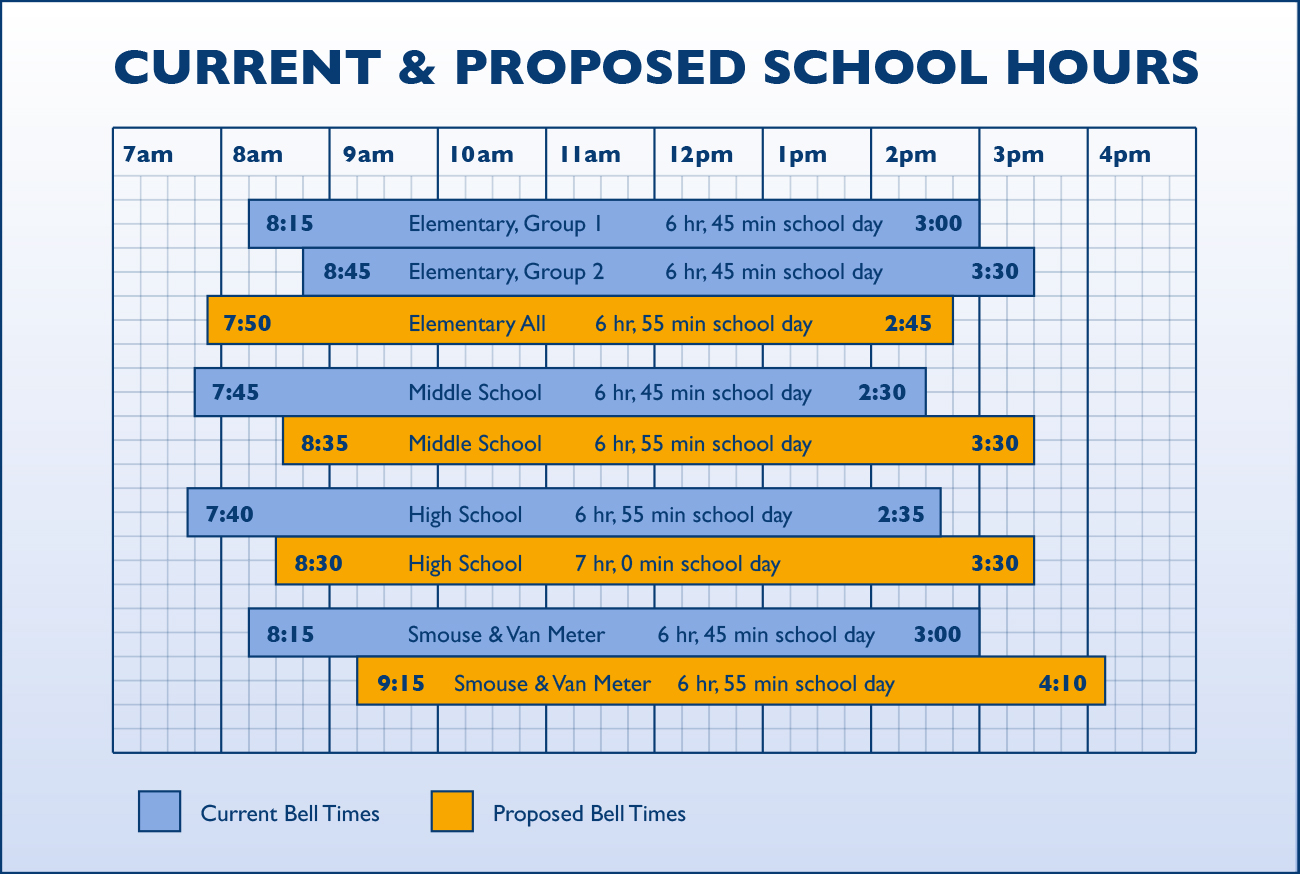 CURRENT & PROPOSED SCHOOL HOURS
7am 8am 9am 10am 11am 12pm 1pm 2pm 3pm 4pm
8:15 Elementary, Group 1 6 hr, 45 min school day 3:00
8:45 Elementary, Group 2 6 hr, 45 min school day 3:30
7:50 Elementary All 6 hr, 55 min school day 2:45
7:45 Middle School 6 hr, 45 min school day 2:30
8:35 Middle School 6 hr, 55 min school day 3:30
7:40 High School 6 hr, 55 min school day 2:35
8:30 High School 7 hr, 0 min school day 3:30
8:15 Smouse & Van Meter 6 hr, 45 min school day 3:00
9:15 Smouse & Van Meter 6 hr, 55 min school day 4:10
Current Bell Times Proposed Bell Times